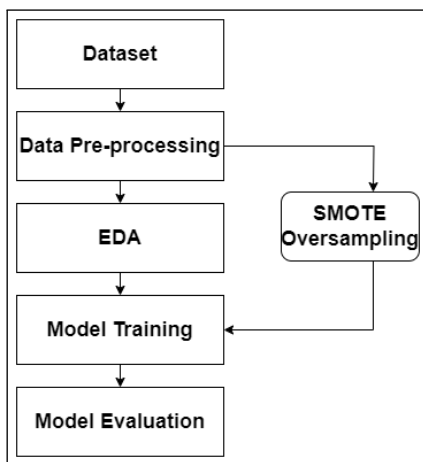 Dataset
Data Pre-processing
EDA
SMOTE
Oversampling
Model Training
Model Evaluation